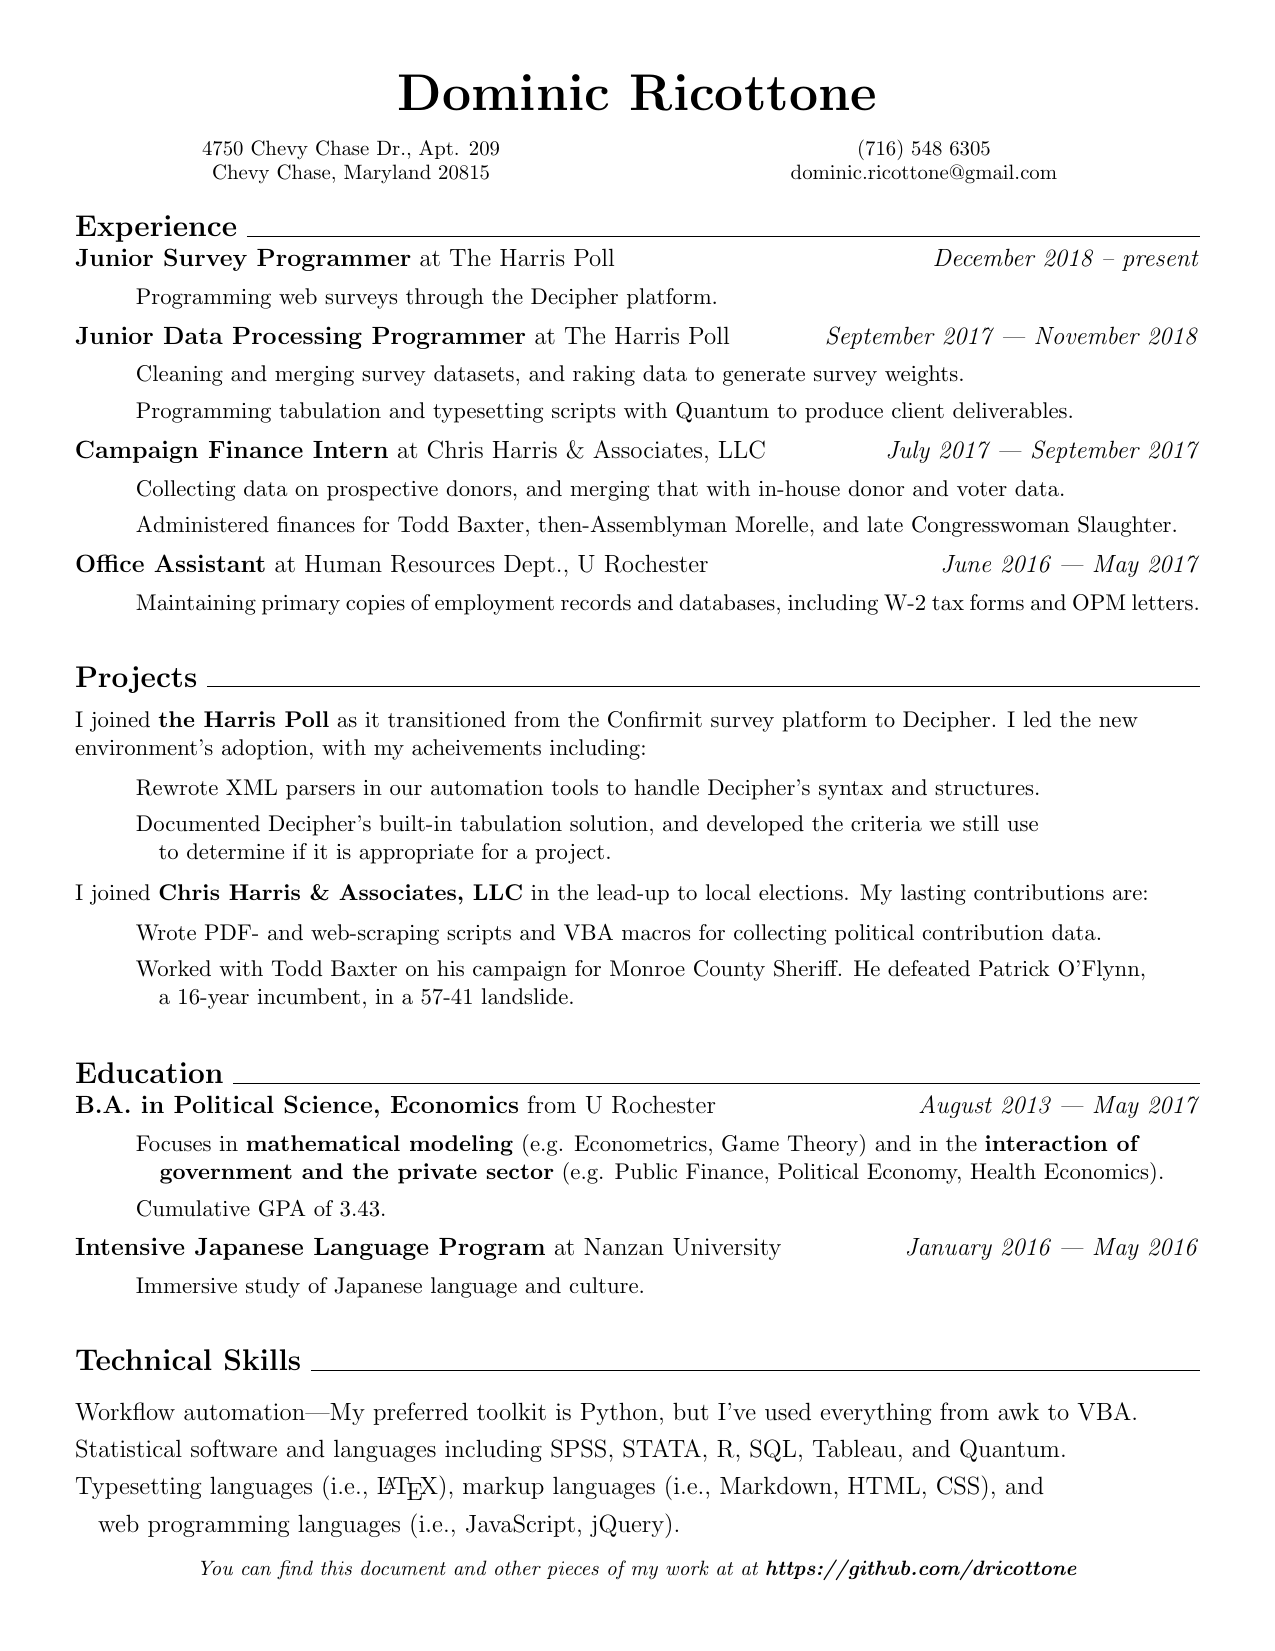 Dominic Ricottone
4750 Chevy Chase Dr., Apt. 209
Chevy Chase, Maryland 20815
(716) 548 6305
dominic.ricottone@gmail.com
Experience
Junior Survey Programmer at The Harris Poll December 2018 – present
Programming web surveys through the Decipher platform.
Junior Data Processing Programmer at The Harris Poll September 2017 — November 2018
Cleaning and merging survey datasets, and raking data to generate survey weights.
Programming tabulation and typesetting scripts with Quantum to produce client deliverables.
Campaign Finance Intern at Chris Harris & Associates, LLC July 2017 — September 2017
Collecting data on prospective donors, and merging that with in-house donor and voter data.
Administered finances for Todd Baxter, then-Assemblyman Morelle, and late Congresswoman Slaughter.
Office Assistant at Human Resources Dept., U Rochester June 2016 — May 2017
Maintaining primary copies of employment records and databases, including W-2 tax forms and OPM letters.
Projects
I joined the Harris Poll as it transitioned from the Confirmit survey platform to Decipher. I led the new
environment's adoption, with my acheivements including:
Rewrote XML parsers in our automation tools to handle Decipher's syntax and structures.
Documented Decipher's built-in tabulation solution, and developed the criteria we still use
to determine if it is appropriate for a project.
I joined Chris Harris & Associates, LLC in the lead-up to local elections. My lasting contributions are:
Wrote PDF- and web-scraping scripts and VBA macros for collecting political contribution data.
Worked with Todd Baxter on his campaign for Monroe County Sheriff. He defeated Patrick O'Flynn,
a 16-year incumbent, in a 57-41 landslide.
Education
B.A. in Political Science, Economics from U Rochester August 2013 — May 2017
Focuses in mathematical modeling (e.g. Econometrics, Game Theory) and in the interaction of
government and the private sector (e.g. Public Finance, Political Economy, Health Economics).
Cumulative GPA of 3.43.
Intensive Japanese Language Program at Nanzan University January 2016 — May 2016
Immersive study of Japanese language and culture.
Technical Skills
Workflow automation—My preferred toolkit is Python, but I've used everything from awk to VBA.
Statistical software and languages including SPSS, STATA, R, SQL, Tableau, and Quantum.
Typesetting languages (i.e., LATEX), markup languages (i.e., Markdown, HTML, CSS), and
web programming languages (i.e., JavaScript, jQuery).
You can find this document and other pieces of my work at at https://github.com/dricottone